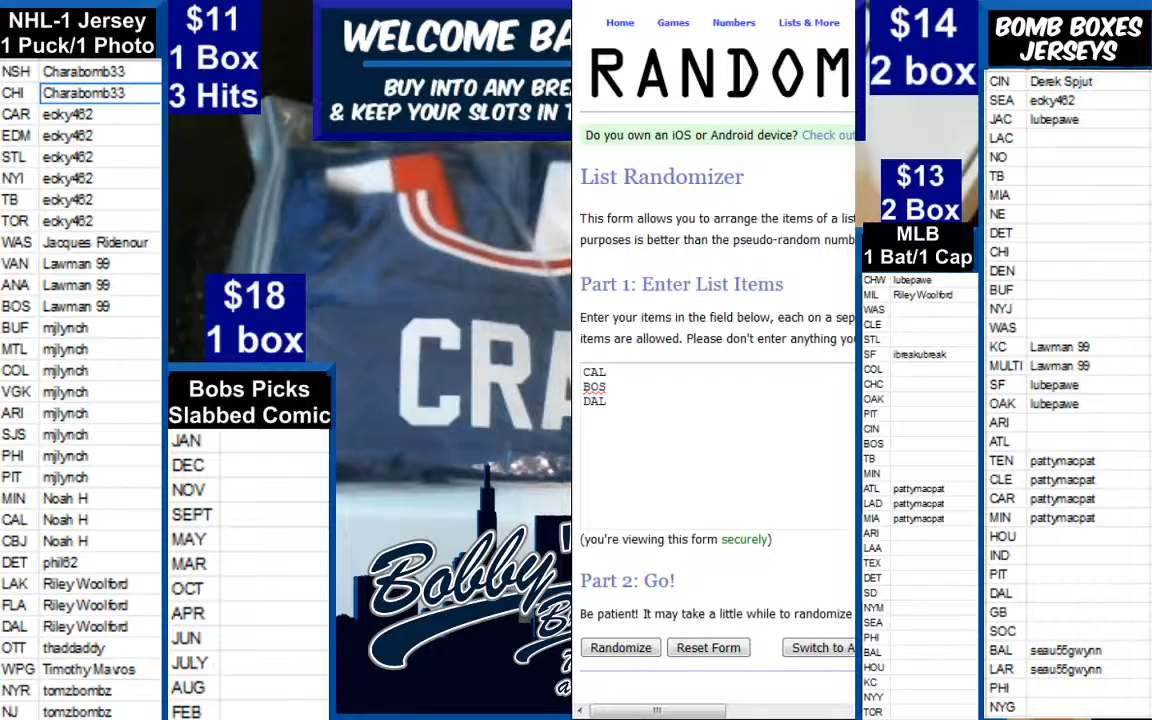 NHL-1 Jersey
1 Puck/1 Photo
NSH Charabomb33
CHI Charabomb33
CAR ecky462
EDM ecky462
STL ecky462
NYI ecky462
TB ecky462
TOR ecky462
WAS Jacques Ridenour
VAN Lawman 99
ANA Lawman 99
BOS Lawman 99
BUF mjlynch
MTL mjlynch
COL mjlynch
VGK mjlynch
ARI mjlynch
SJS mjlynch
PHI mjlynch
PIT mjlynch
MIN Noah H
CAL Noah H
CBJ Noah H
DET phil62
LAK Riley Woolford
FLA Riley Woolford
DAL Riley Woolford
OTT thaddaddy
WPG Timothy Mavos
NYR tomzbombz
NJ tomzbombz
$11
1 Box
3 Hits
$18
1 box
Bobs Picks
Slabbed Comic
JAN
DEC
NOV
SEPT
MAY
MAR
OCT
APR
JUN
JULY
AUG
FEB
WELCOME BA
BUY INTO ANY BRE
& KEEP YOUR SLOTS IN T
CRA
Bobby
Home Games Numbers Lists & More
RANDOM
Do you own an iOS or Android device? Check out
List Randomizer
This form allows you to arrange the items of a list
purposes is better than the pseudo-random numb
Part 1: Enter List Items
Enter your items in the field below, each on a sep
items are allowed. Please don't enter anything you
CAL
BOS
DAL
(you're viewing this form securely)
Part 2: Go!
Be patient! It may take a little while to randomize
Randomize Reset Form Switch to A
$14
2 box
$13
2 Box
MLB
1 Bat/1 Cap
CHW lubepawe
MIL Riley Woolford
WAS
CLE
STL
SF ibreakubreak
COL
CHC
OAK
PIT
CIN
BOS
TB
MIN
ATL pattymacpat
LAD pattymacpat
MIA pattymacpat
ARI
LAA
TEX
DET
SD
NYM
SEA
PHI
BAL
HOU
KC
NYY
TOR
BOMB BOXES
JERSEYS
CIN Derek Spjut
SEA ecky462
JAC lubepawe
LAC
NO
TB
MIA
NE
DET
CHI
DEN
BUF
NYJ
WAS
KC Lawman 99
MULTI Lawman 99
SF lubepawe
OAK lubepawe
ARI
ATL
TEN pattymacpat
CLE pattymacpat
CAR pattymacpat
MIN pattymacpat
HOU
IND
PIT
DAL
GB
SOC
BAL seau55gwynn
LAR seau55gwynn
PHI
NYG